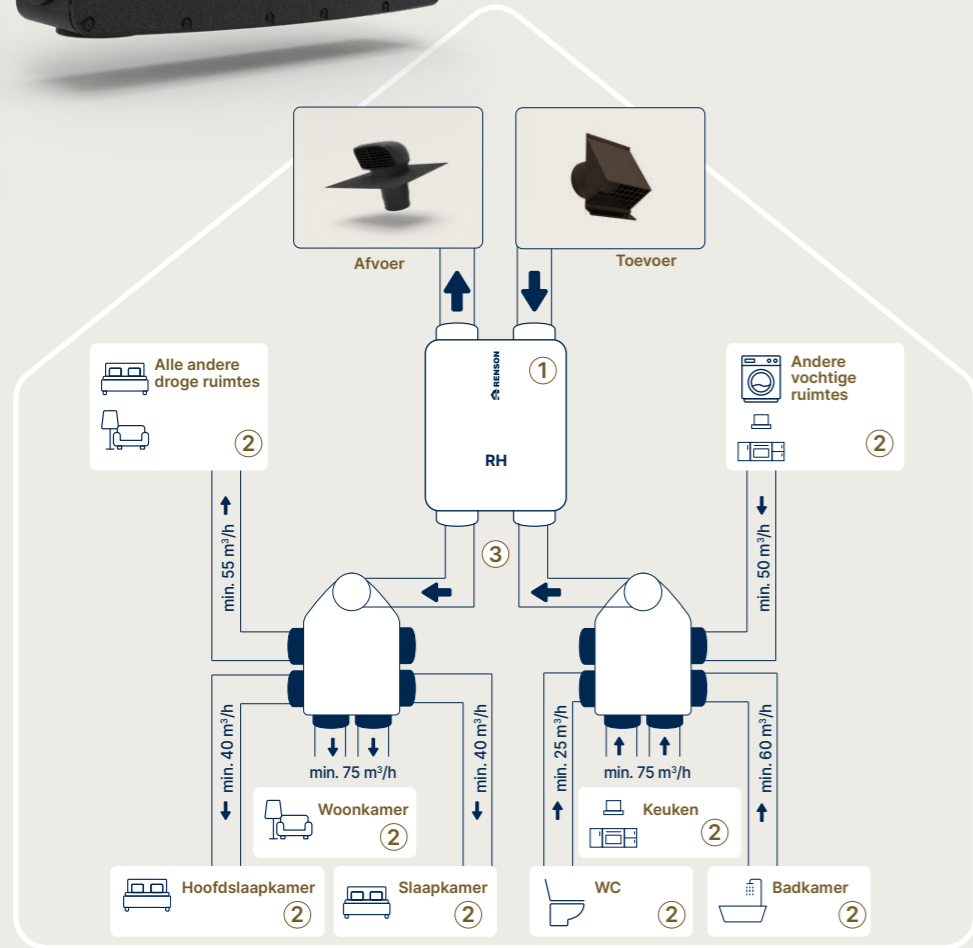 Afvoer
Toevoer
Alle andere
droge ruimtes
2
RENSON
1
RH
Andere
vochtige
ruimtes
2
min. 55 m³/h
3
min. 50 m³/h
min. 40 m³/h
min. 75 m³/h
min. 40 m³/h
min. 25 m³/h
min. 75 m³/h
min. 60 m³/h
Woonkamer
2
Keuken
2
Hoofdslaapkamer
2
Slaapkamer
2
WC
2
Badkamer
2